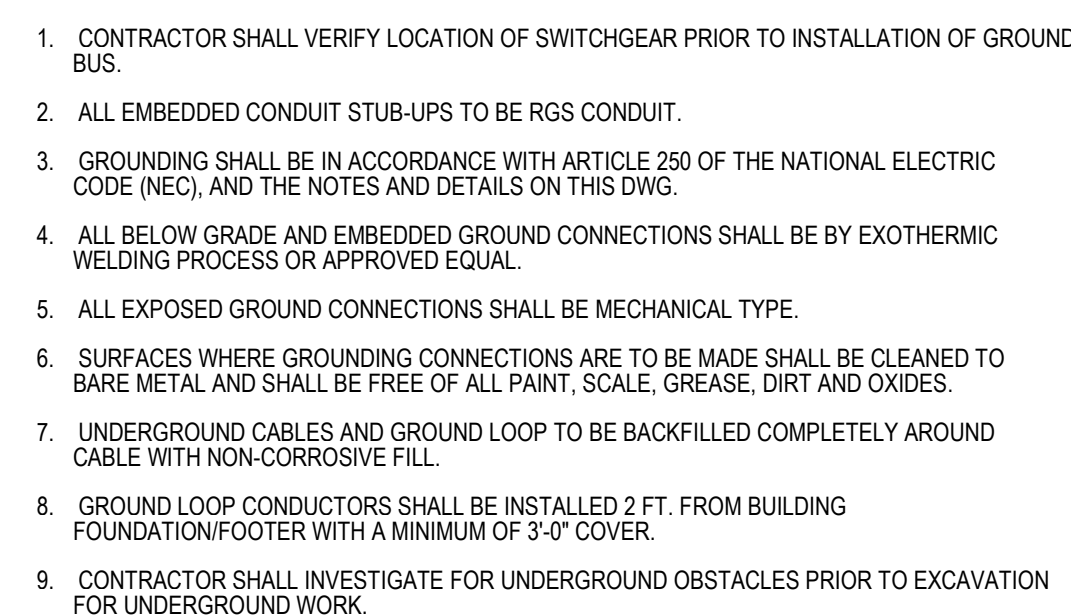 1. CONTRACTOR SHALL VERIFY LOCATION OF SWITCHGEAR PRIOR TO INSTALLATION OF GROUND
BUS.
2. ALL EMBEDDED CONDUIT STUB-UPS TO BE RGS CONDUIT.
3. GROUNDING SHALL BE IN ACCORDANCE WITH ARTICLE 250 OF THE NATIONAL ELECTRIC
CODE (NEC), AND THE NOTES AND DETAILS ON THIS DWG.
4. ALL BELOW GRADE AND EMBEDDED GROUND CONNECTIONS SHALL BE BY EXOTHERMIC
WELDING PROCESS OR APPROVED EQUAL.
5. ALL EXPOSED GROUND CONNECTIONS SHALL BE MECHANICAL TYPE.
6. SURFACES WHERE GROUNDING CONNECTIONS ARE TO BE MADE SHALL BE CLEANED TO
BARE METAL AND SHALL BE FREE OF ALL PAINT, SCALE, GREASE, DIRT AND OXIDES.
7. UNDERGROUND CABLES AND GROUND LOOP TO BE BACKFILLED COMPLETELY AROUND
CABLE WITH NON-CORROSIVE FILL.
8. GROUND LOOP CONDUCTORS SHALL BE INSTALLED 2 FT. FROM BUILDING
FOUNDATION/FOOTER WITH A MINIMUM OF 3'-0" COVER.
9. CONTRACTOR SHALL INVESTIGATE FOR UNDERGROUND OBSTACLES PRIOR TO EXCAVATION
FOR UNDERGROUND WORK.